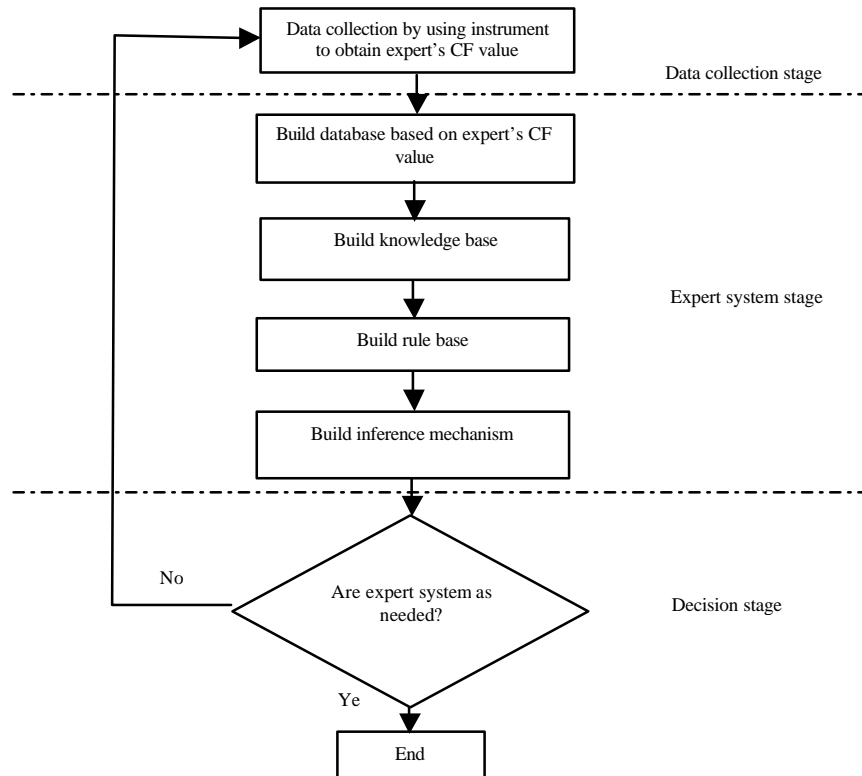 Data collection by using instrument
to obtain expert's CF value
Data collection stage
Build database based on expert's CF
value
Build knowledge base
Expert system stage
Build rule base
Build inference mechanism
No
Are expert system as
needed?
Decision stage
Ye
End